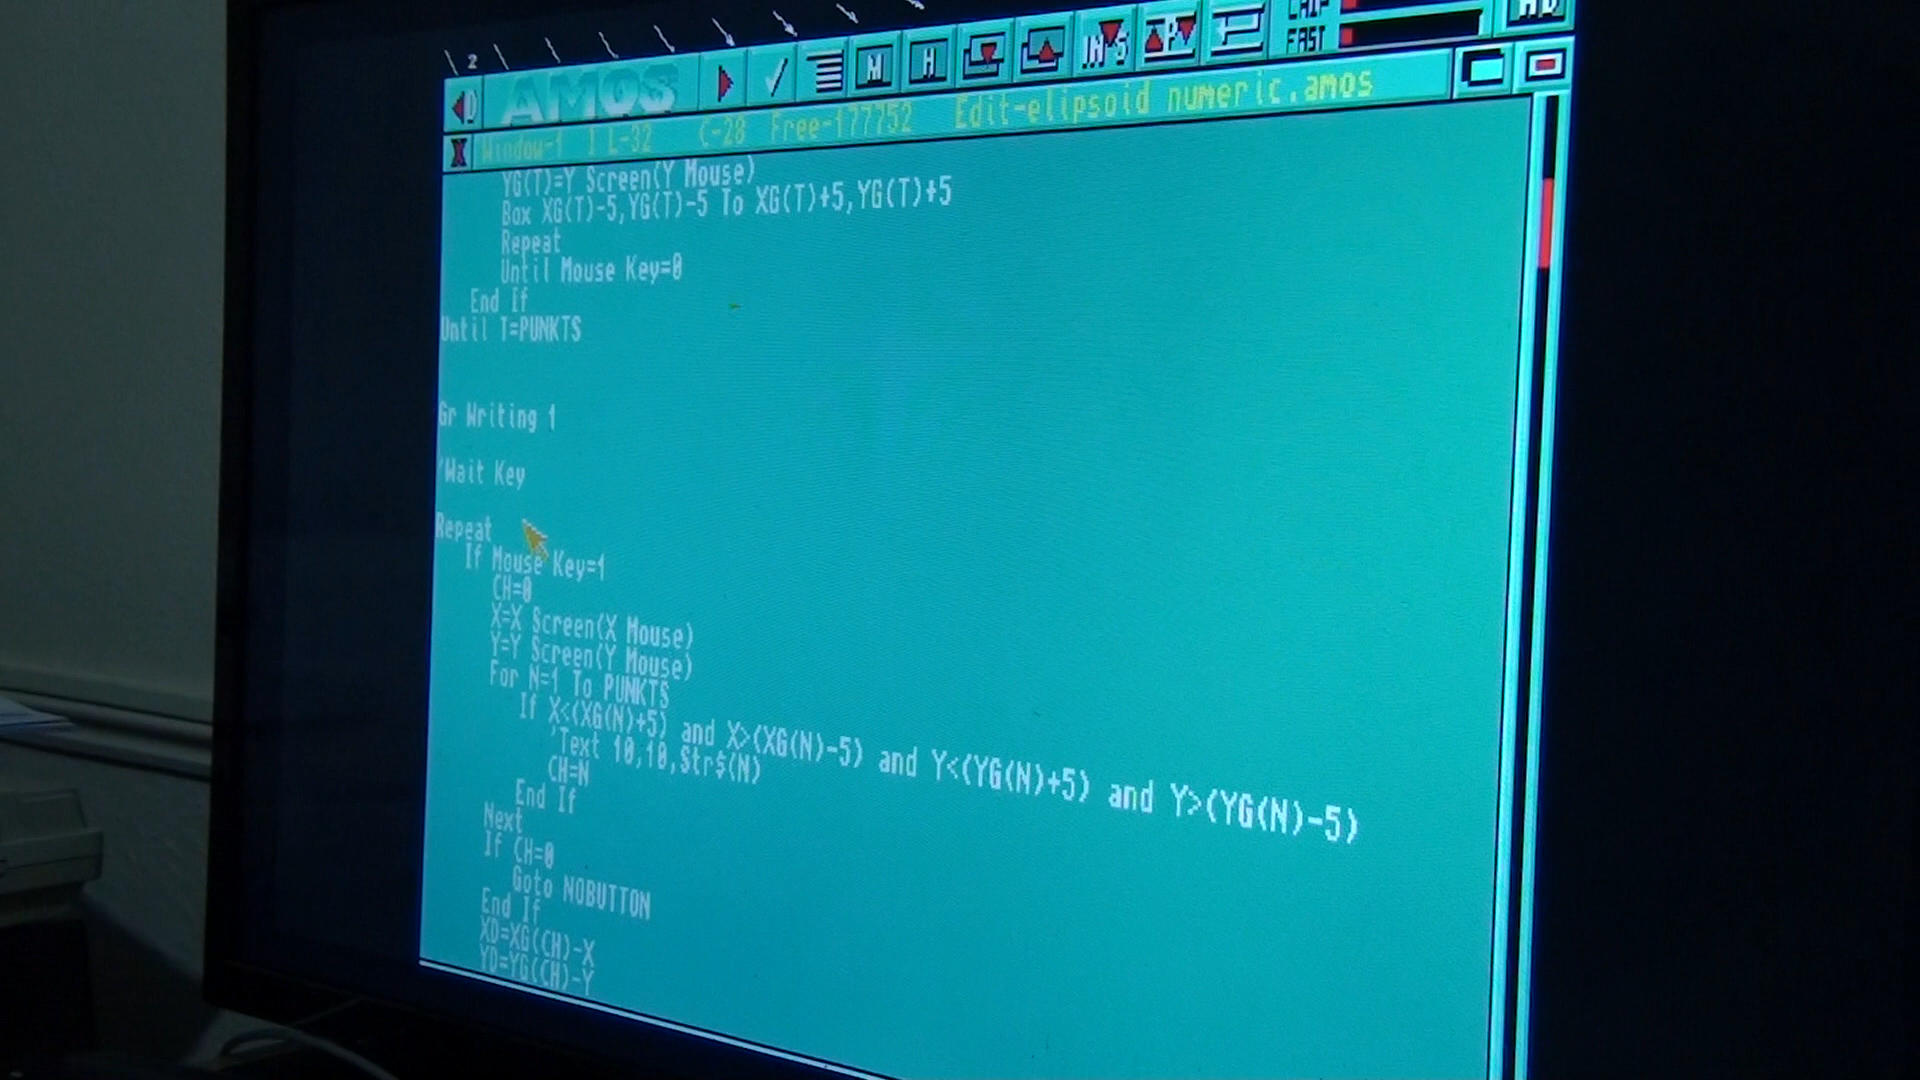 2
AMOS M H INS P
FAST
Window-1 I L-32 C-28 Free-177752 Edit-elipsoid numeric.amos
YG(T)=Y Screen(Y Mouse)
Box XG(T)-5,YG(T)-5 To XG(T)+5,YG(T)+5
Repeat
Until Mouse Key=0
End If
Until T=PUNKTS
Gr Writing 1
'Wait Key
Repeat
If Mouse Key=1
CH=0
X=X Screen(X Mouse)
Y=Y Screen(Y Mouse)
For N=1 To PUNKTS
If X<(XG(N)+5) and X>(XG(N)-5) and Y<(YG(N)+5) and Y>(YG(N)-5)
'Text 10,10,Str$(N)
CH=N
End If
Next
If CH=0
Goto NOBUTTON
End If
XD=XG(CH)-X
YD=YG(CH)-Y